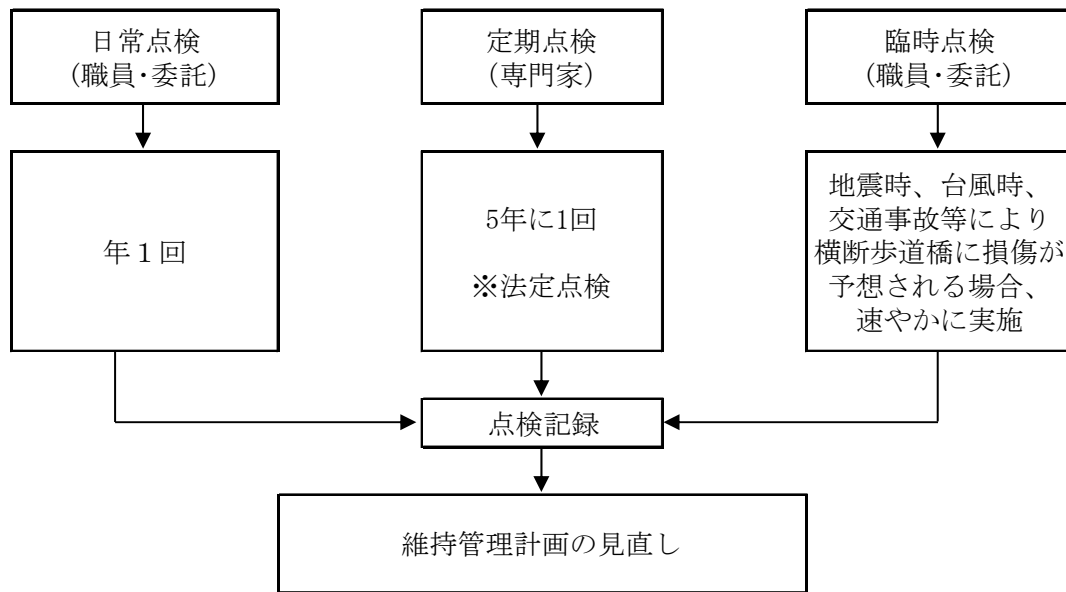 日常点検
(職員･委託)
定期点検
(専門家)
臨時点検
(職員･委託)
年１回
5年に1回
※法定点検
地震時、台風時、
交通事故等により
横断歩道橋に損傷が
予想される場合、
速やかに実施
点検記録
維持管理計画の見直し